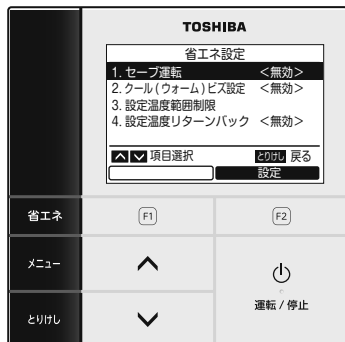 TOSHIBA
省エネ設定
1. セーブ運転 <無効>
2. クール(ウォーム)ビズ設定 <無効>
3. 設定温度範囲制限
4. 設定温度リターンバック <無効>
項目選択 とりけし 戻る
設定
省エネ F1 F2
メニュー
運転 / 停止
とりけし